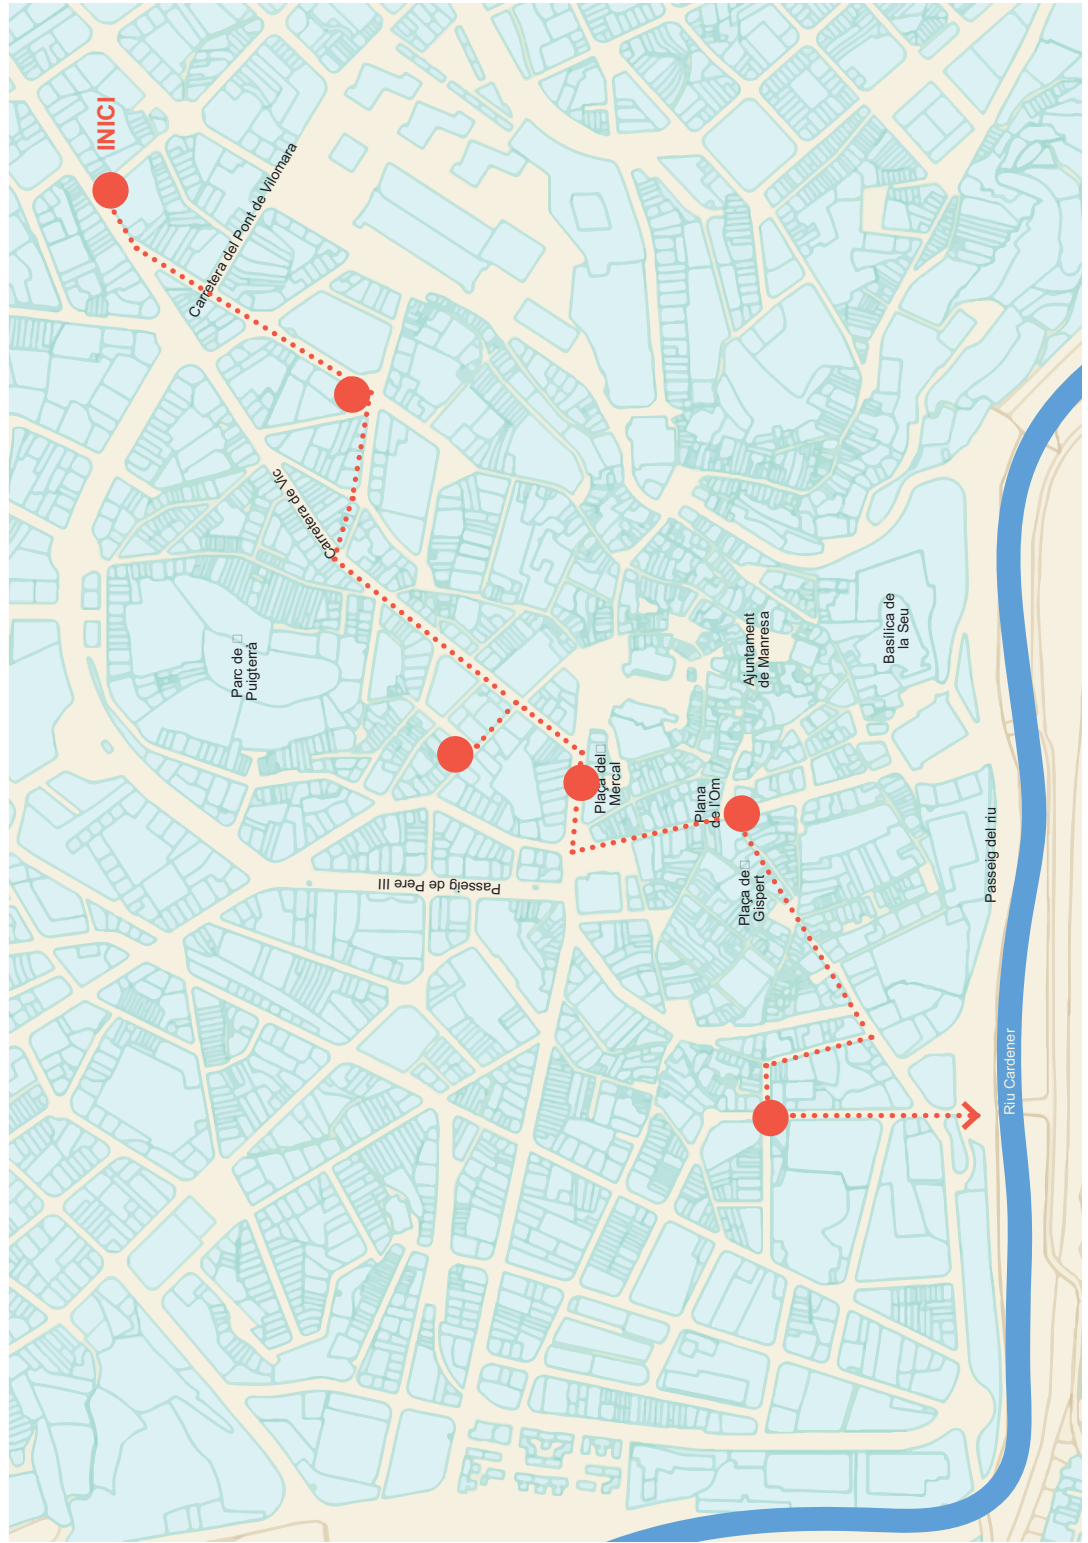 INICI
Carretera del Pont de Vilomara
Carretera de Vic
Parc de
Puigterrà
Passeig de Pere III
Plaça del
Mercal
Plana
de l'Om
Plaça de
Gispert
Ajuntament
de Manresa
Basílica de
la Seu
Passeig del riu
Riu Cardener